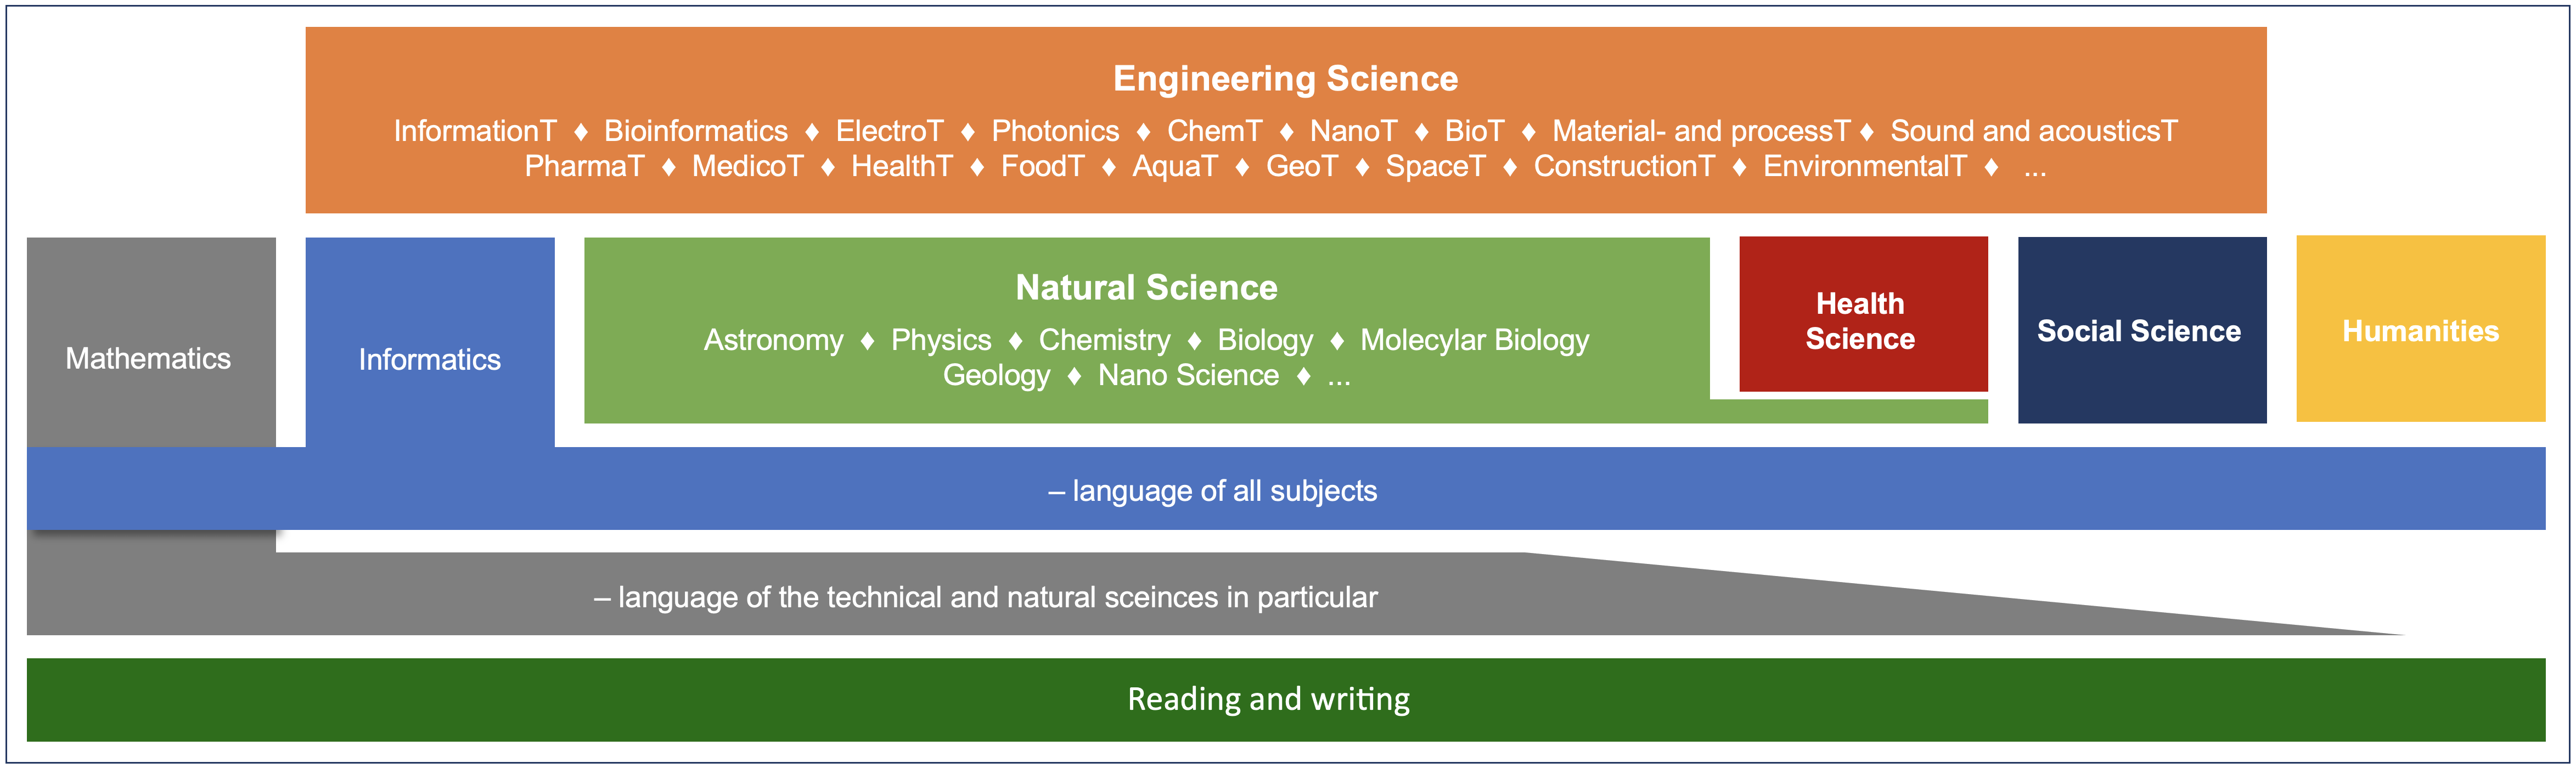 Engineering Science
InformationT ♦ Bioinformatics ♦ ElectroT ♦ Photonics ♦ ChemT ♦ NanoT ♦ BioT ♦ Material- and processT ♦ Sound and acousticsT
PharmaT ♦ MedicoT ♦ HealthT ♦ FoodT ♦ AquaT ♦ GeoT ♦ SpaceT ♦ ConstructionT ♦ EnvironmentalT ♦ ...
Mathematics
Informatics
Natural Science
Astronomy ♦ Physics ♦ Chemistry ♦ Biology ♦ Molecylar Biology
Geology ♦ Nano Science ♦ ...
Health
Science
Social Science
Humanities
– language of all subjects
– language of the technical and natural sceinces in particular
Reading and writing